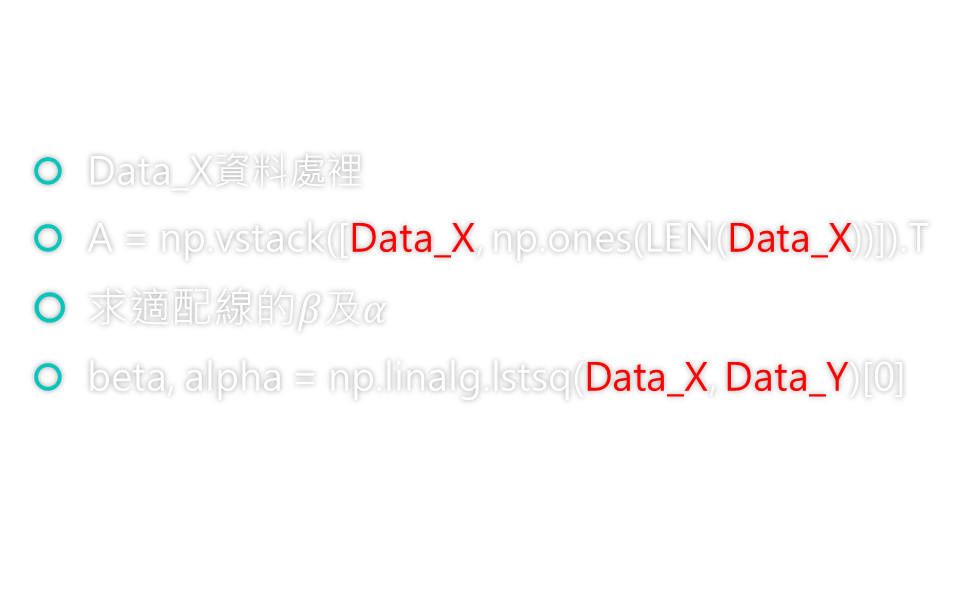 Data_X資料處裡
A = np.vstack([Data_X, np.ones(LEN(Data_X))]).T
求適配線的β及α
beta, alpha = np.linalg.lstsq(Data_X, Data_Y)[0]